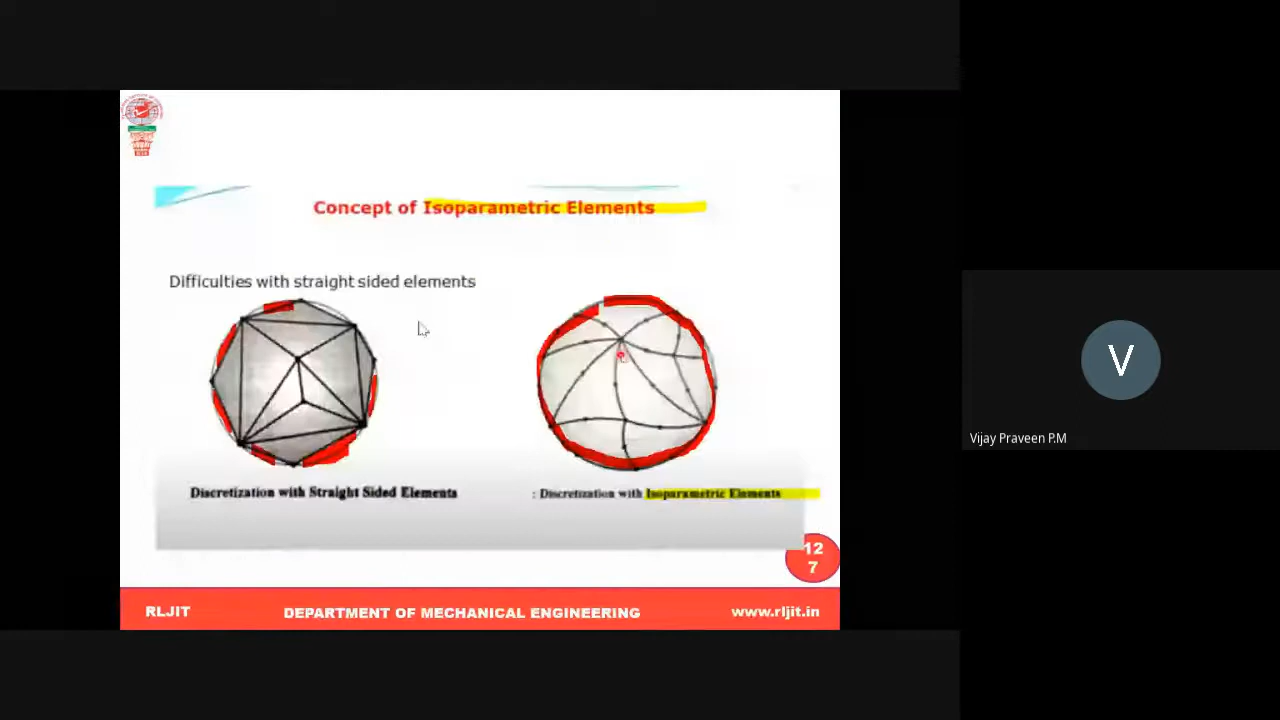 Concept of Isoparametric Elements
Difficulties with straight sided elements
Discretization with Straight Sided Elements
: Discretization with Isoparametric Elements
12
7
RLJIT
DEPARTMENT OF MECHANICAL ENGINEERING
www.rljit.in
V
Vijay Praveen P.M